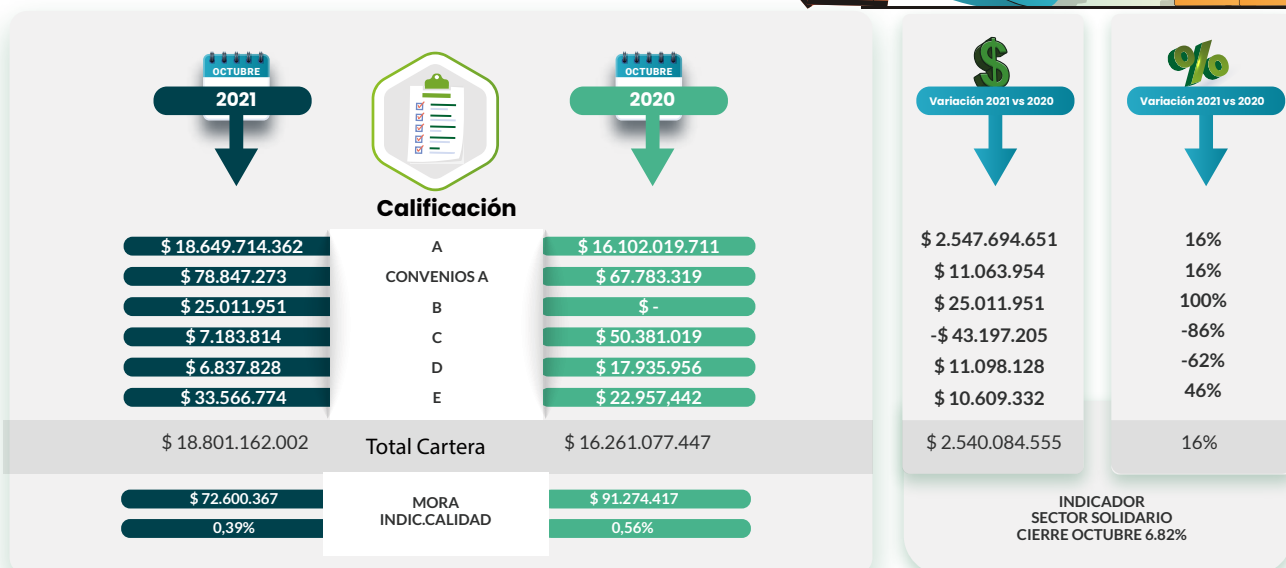 OCTUBRE
2021
OCTUBRE
2020
Variación 2021 vs 2020
Variación 2021 vs 2020
Calificación
$ 18.649.714.362 A $ 16.102.019.711 $ 2.547.694.651 16%
$ 78.847.273 CONVENIOS A $ 67.783.319 $ 11.063.954 16%
$ 25.011.951 B $ - $ 25.011.951 100%
$ 7.183.814 C $ 50.381.019 -$ 43.197.205 -86%
$ 6.837.828 D $ 17.935.956 $ 11.098.128 -62%
$ 33.566.774 E $ 22.957,442 $ 10.609.332 46%
$ 18.801.162.002 Total Cartera $ 16.261.077.447 $ 2.540.084.555 16%
$ 72.600.367 MORA $ 91.274.417
INDIC.CALIDAD
0,39% 0,56%
INDICADOR
SECTOR SOLIDARIO
CIERRE OCTUBRE 6.82%